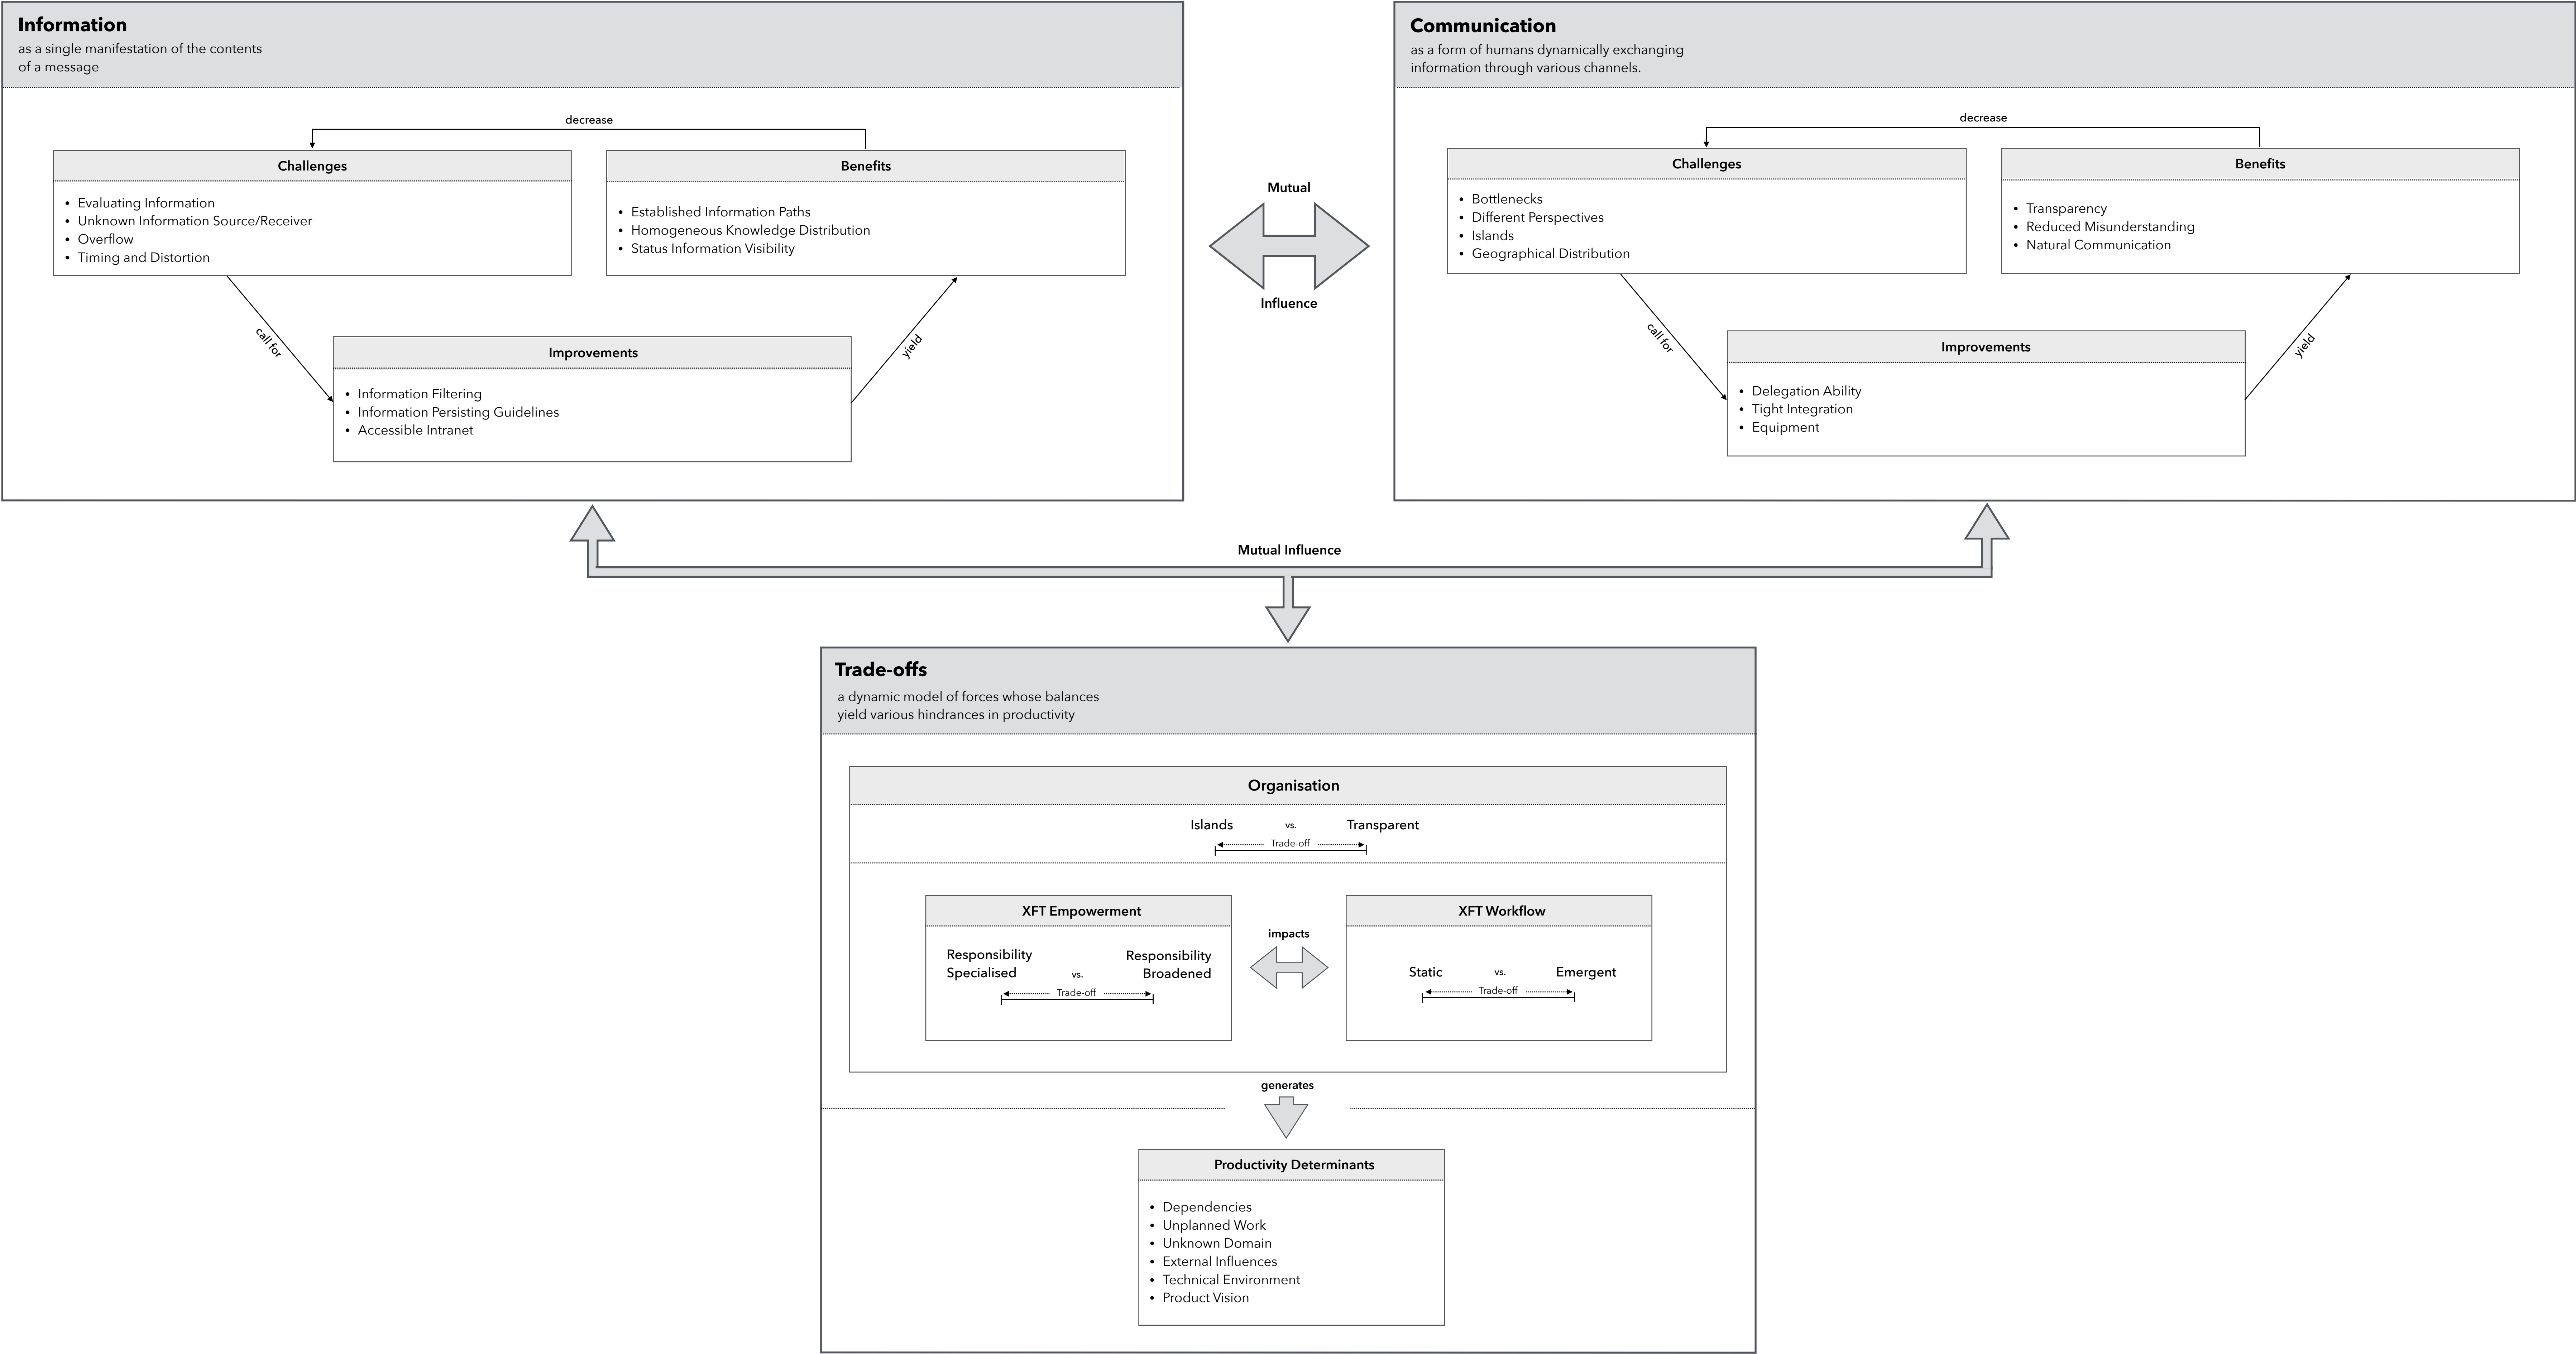 Information
as a single manifestation of the contents
of a message
decrease
Challenges
• Evaluating Information
• Unknown Information Source/Receiver
• Overflow
• Timing and Distortion
Benefits
• Established Information Paths
• Homogeneous Knowledge Distribution
• Status Information Visibility
call for
yield
Improvements
• Information Filtering
• Information Persisting Guidelines
• Accessible Intranet
Mutual
Influence
Communication
as a form of humans dynamically exchanging
information through various channels.
decrease
Challenges
• Bottlenecks
• Different Perspectives
• Islands
• Geographical Distribution
Benefits
• Transparency
• Reduced Misunderstanding
• Natural Communication
call for
yield
Improvements
• Delegation Ability
• Tight Integration
• Equipment
Mutual Influence
Trade-offs
a dynamic model of forces whose balances
yield various hindrances in productivity
Organisation
Islands vs. Transparent
Trade-off
XFT Empowerment
Responsibility Responsibility
Specialised vs. Broadened
Trade-off
impacts
XFT Workflow
Static vs. Emergent
Trade-off
generates
Productivity Determinants
• Dependencies
• Unplanned Work
• Unknown Domain
• External Influences
• Technical Environment
• Product Vision